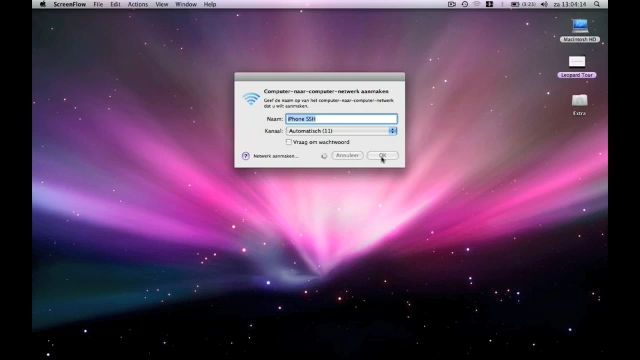 ScreenFlow File Edit Actions View Window Help (3:23) za 13:04:14
Macintosh HD
Leopard Tour
Extra
Computer-naar-computer-netwerk aanmaken
Geef de naam op van het computer-naar-computer-netwerk
dat u wilt aanmaken.
Naam: iPhone SSH
Kanaal: Automatisch (11)
Vraag om wachtwoord
? Netwerk aanmaken... Annuleer OK